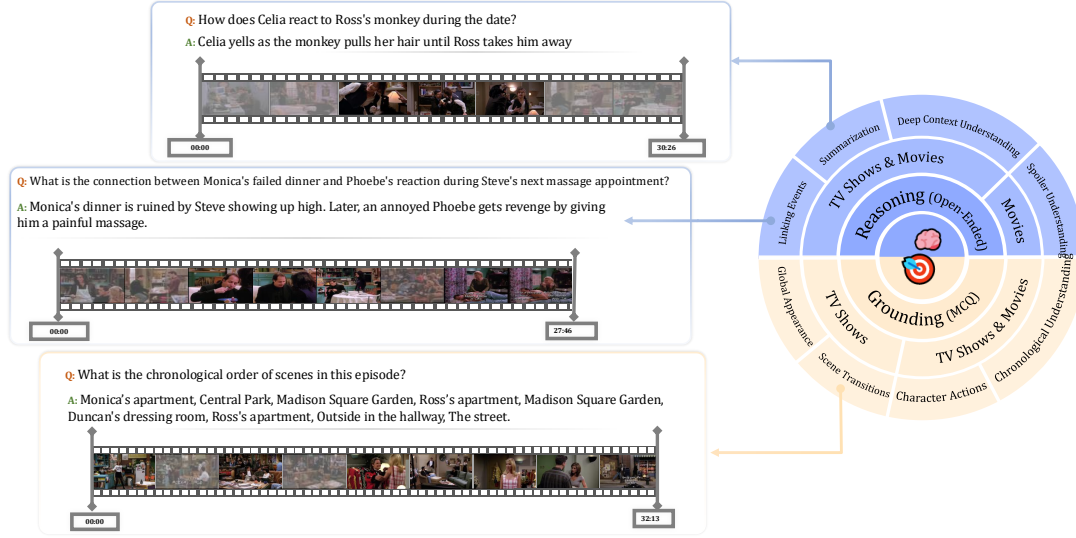 Q: How does Celia react to Ross's monkey during the date?
A: Celia yells as the monkey pulls her hair until Ross takes him away
00:00
30:26
Q: What is the connection between Monica's failed dinner and Phoebe's reaction during Steve's next massage appointment?
A: Monica's dinner is ruined by Steve showing up high. Later, an annoyed Phoebe gets revenge by giving
him a painful massage.
00:00
27:46
Q: What is the chronological order of scenes in this episode?
A: Monica's apartment, Central Park, Madison Square Garden, Ross's apartment, Madison Square Garden,
Duncan's dressing room, Ross's apartment, Outside in the hallway, The street.
00:00
32:13
Linking Events
Summarization
Deep Context Understanding
Spoiler Understanding
TV Shows & Movies
Movies
Reasoning (Open-Ended)
Grounding (MCQ)
TV Shows
TV Shows & Movies
Global Appearance
Scene Transitions
Character Actions
Chronological Understanding